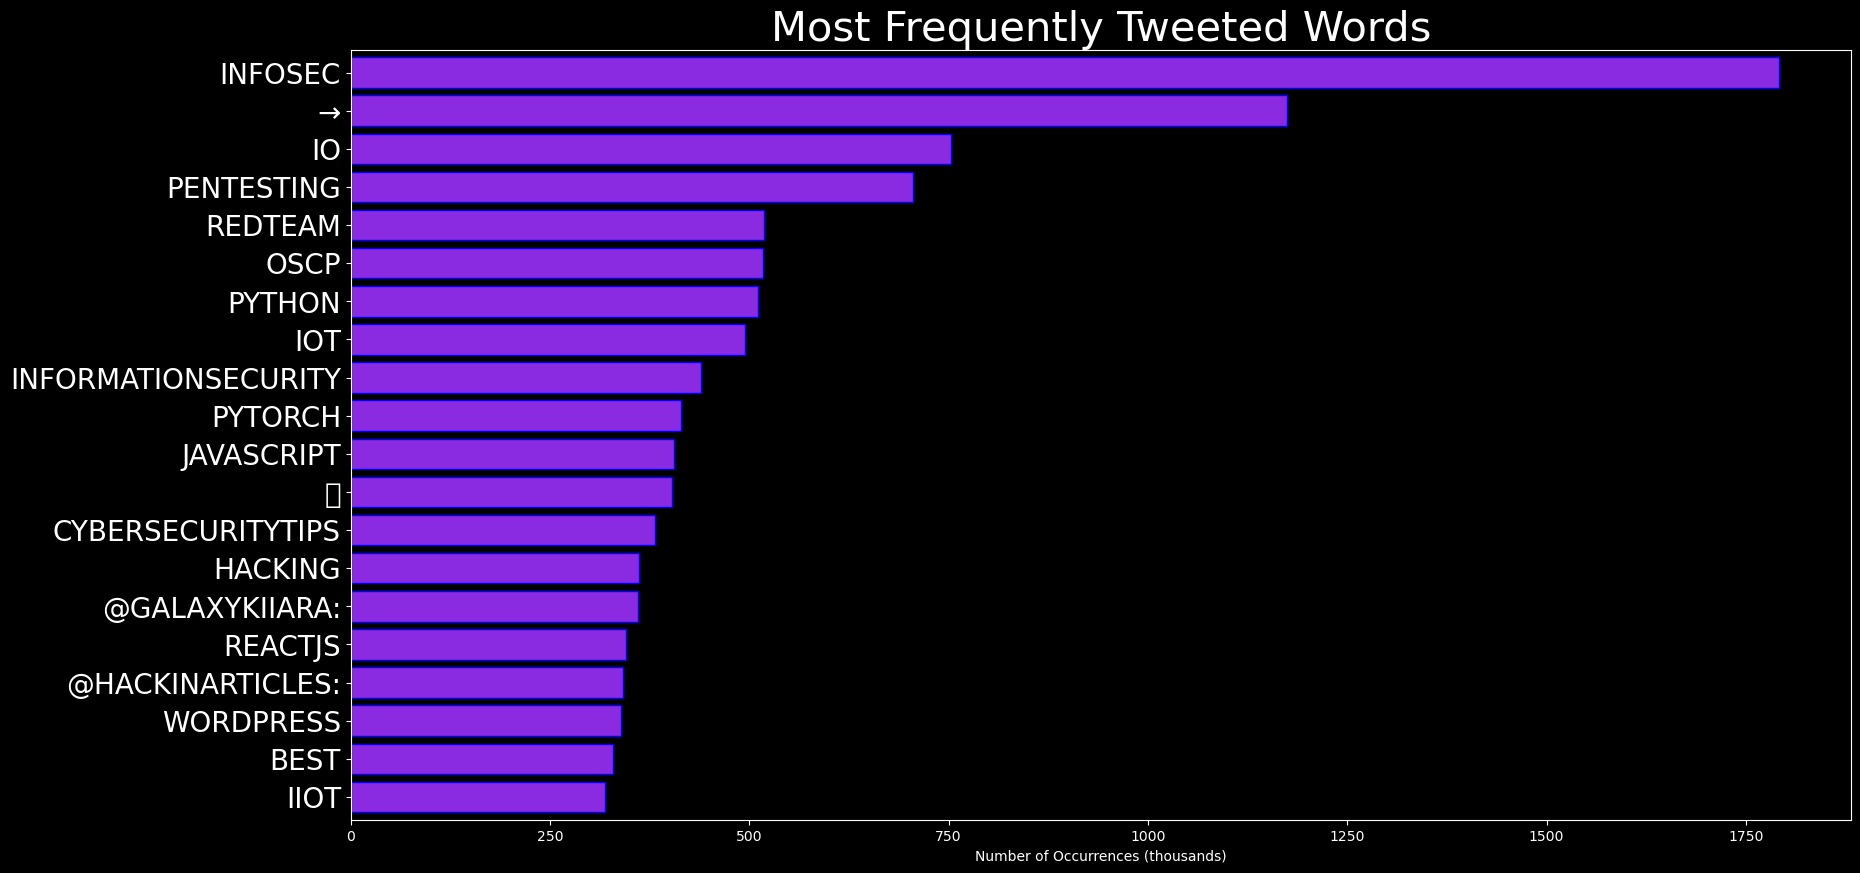 Most Frequently Tweeted Words
INFOSEC
→
IO
PENTESTING
REDTEAM
OSCP
PYTHON
IOT
INFORMATIONSECURITY
PYTORCH
JAVASCRIPT
CYBERSECURITYTIPS
HACKING
@GALAXYKIIARA:
REACTJS
@HACKINARTICLES:
WORDPRESS
BEST
IIOT
0 250 500 750 1000 1250 1500 1750
Number of Occurrences (thousands)